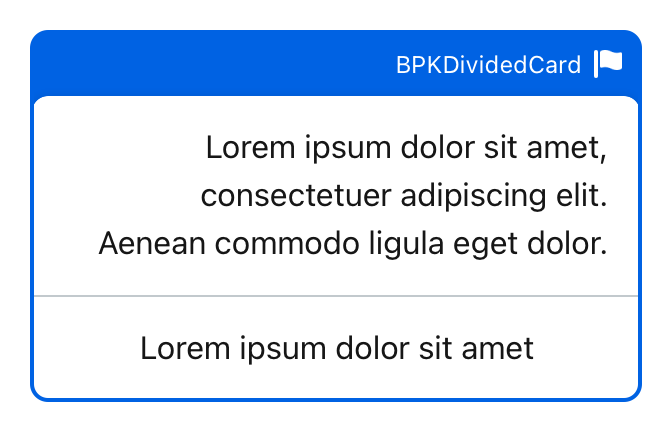 BPKDividedCard
Lorem ipsum dolor sit amet,
consectetuer adipiscing elit.
Aenean commodo ligula eget dolor.
Lorem ipsum dolor sit amet